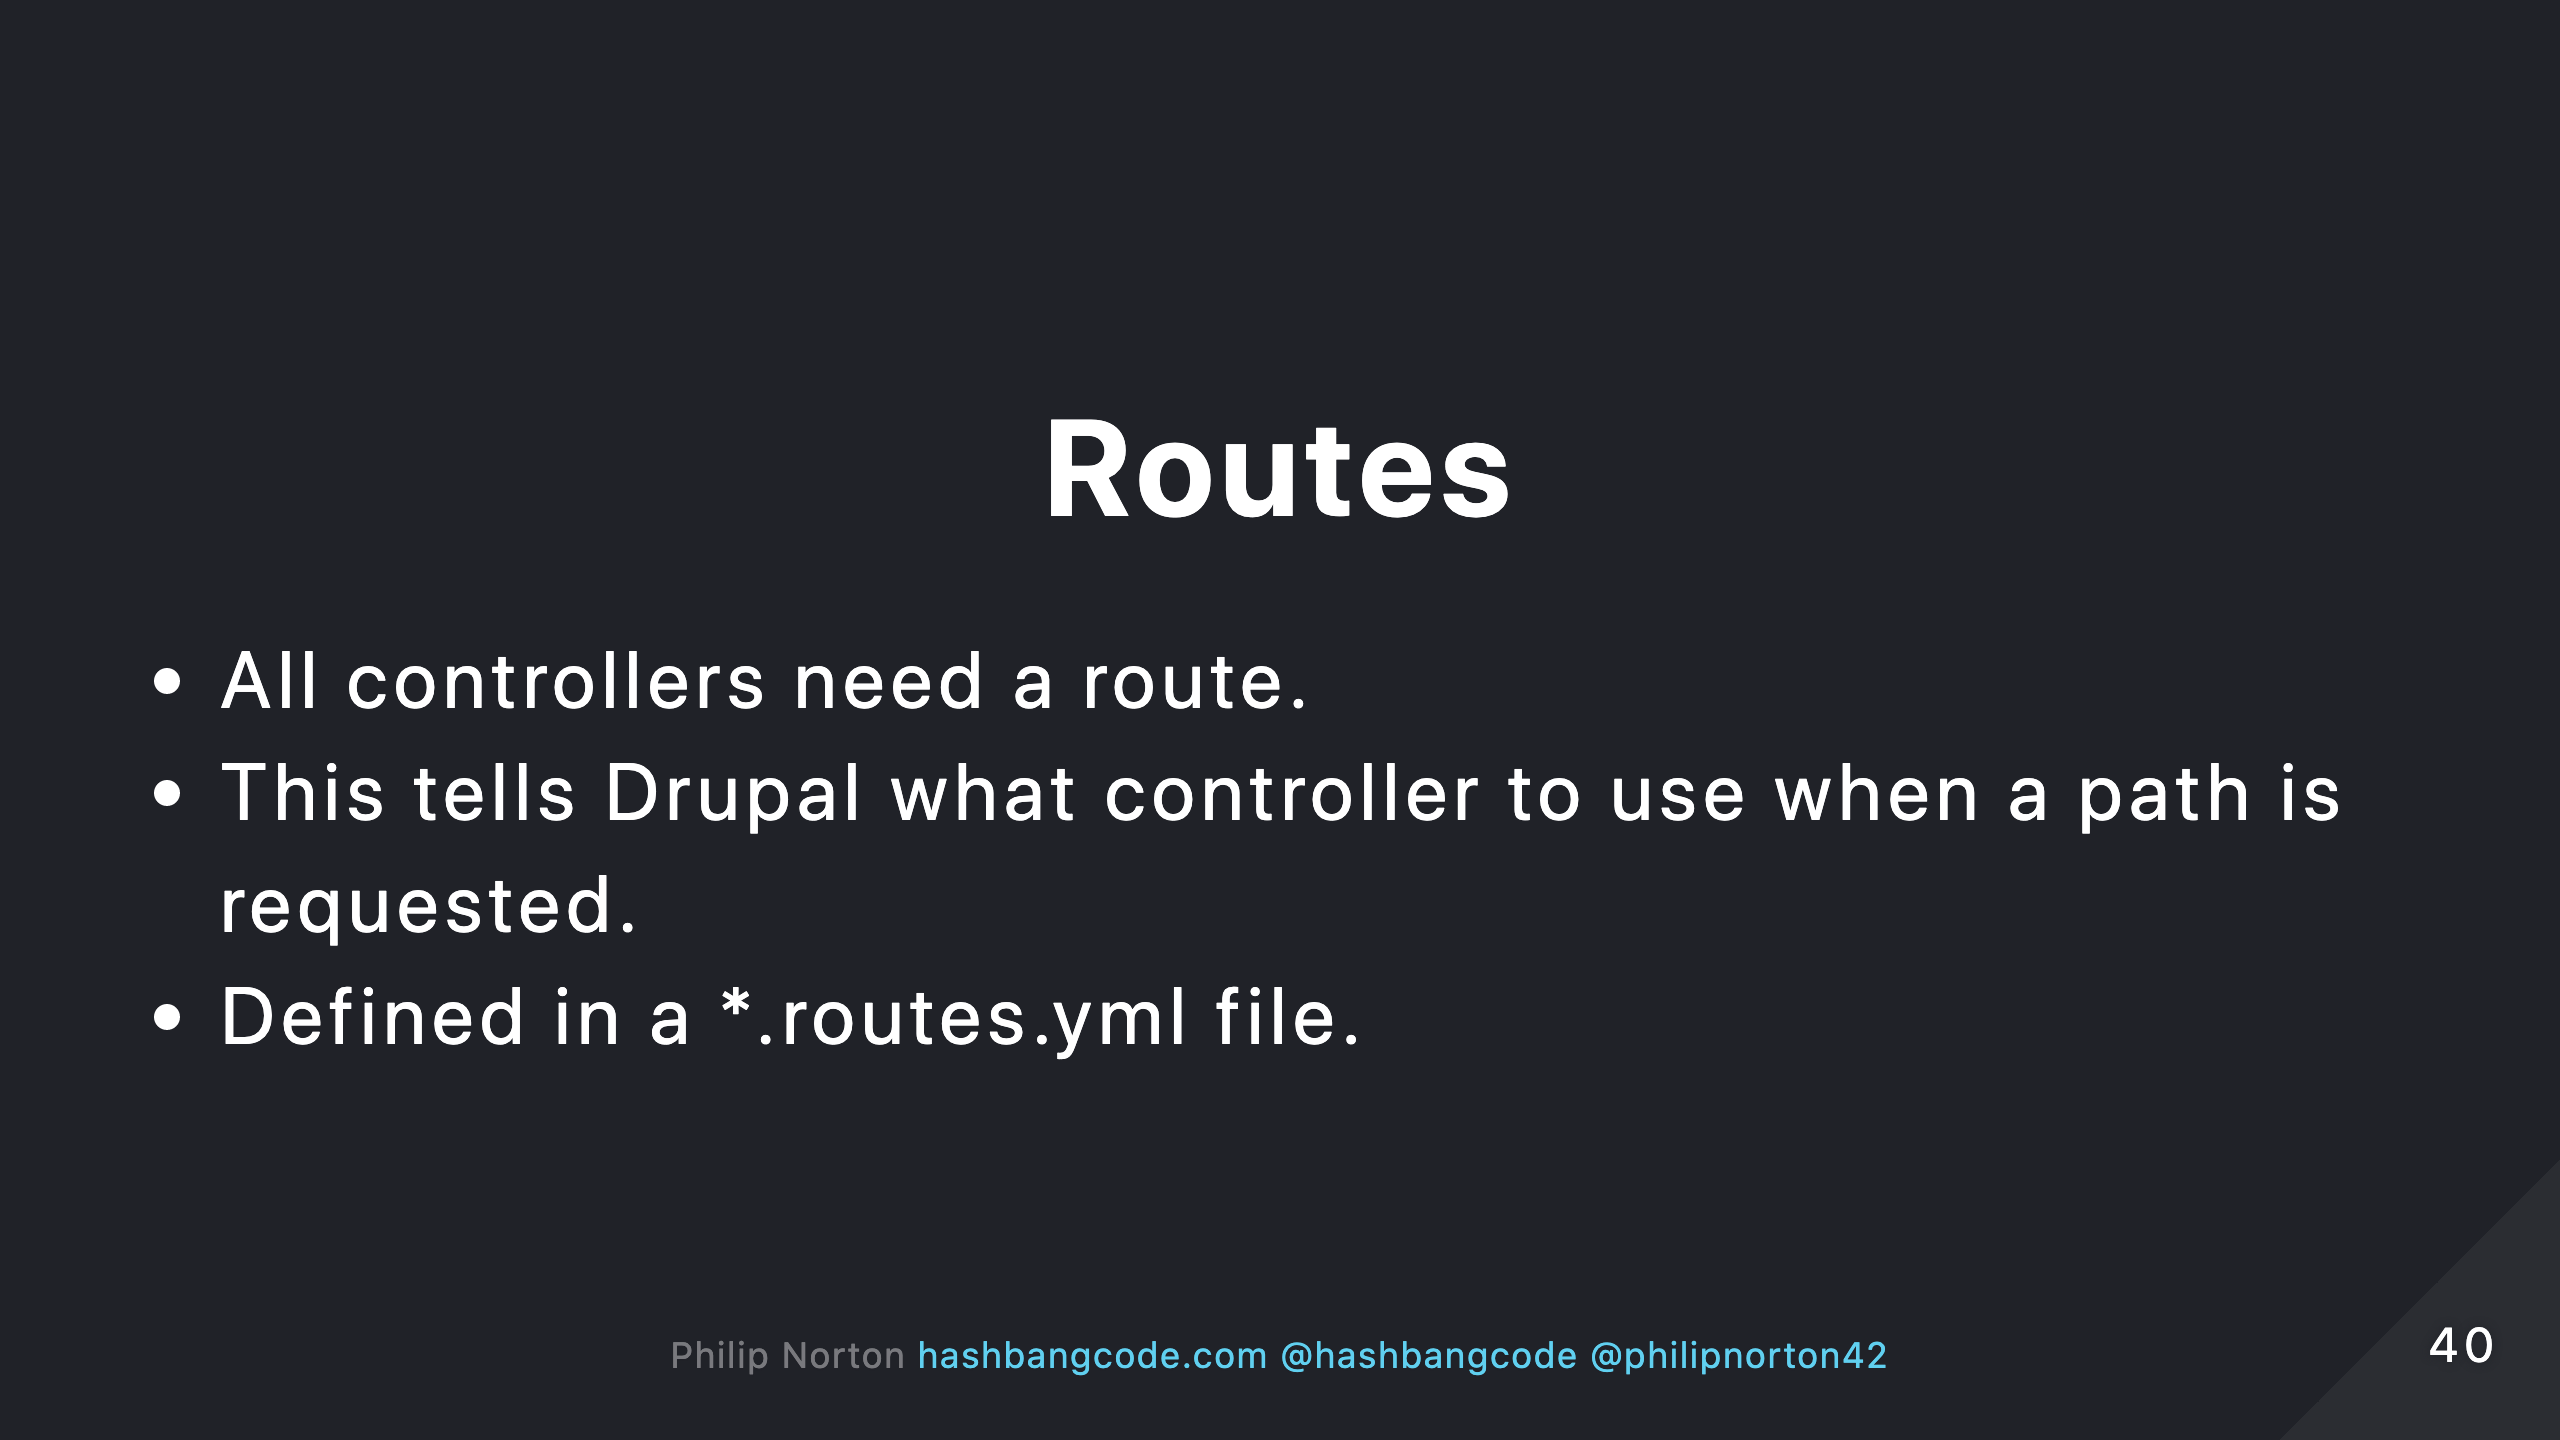 Routes
• All controllers need a route.
• This tells Drupal what controller to use when a path is
requested.
• Defined in a *.routes.yml file.
Philip Norton hashbangcode.com @hashbangcode @philipnorton42
40